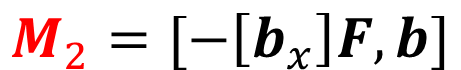 M₂ = [−[bₓ]F, b]